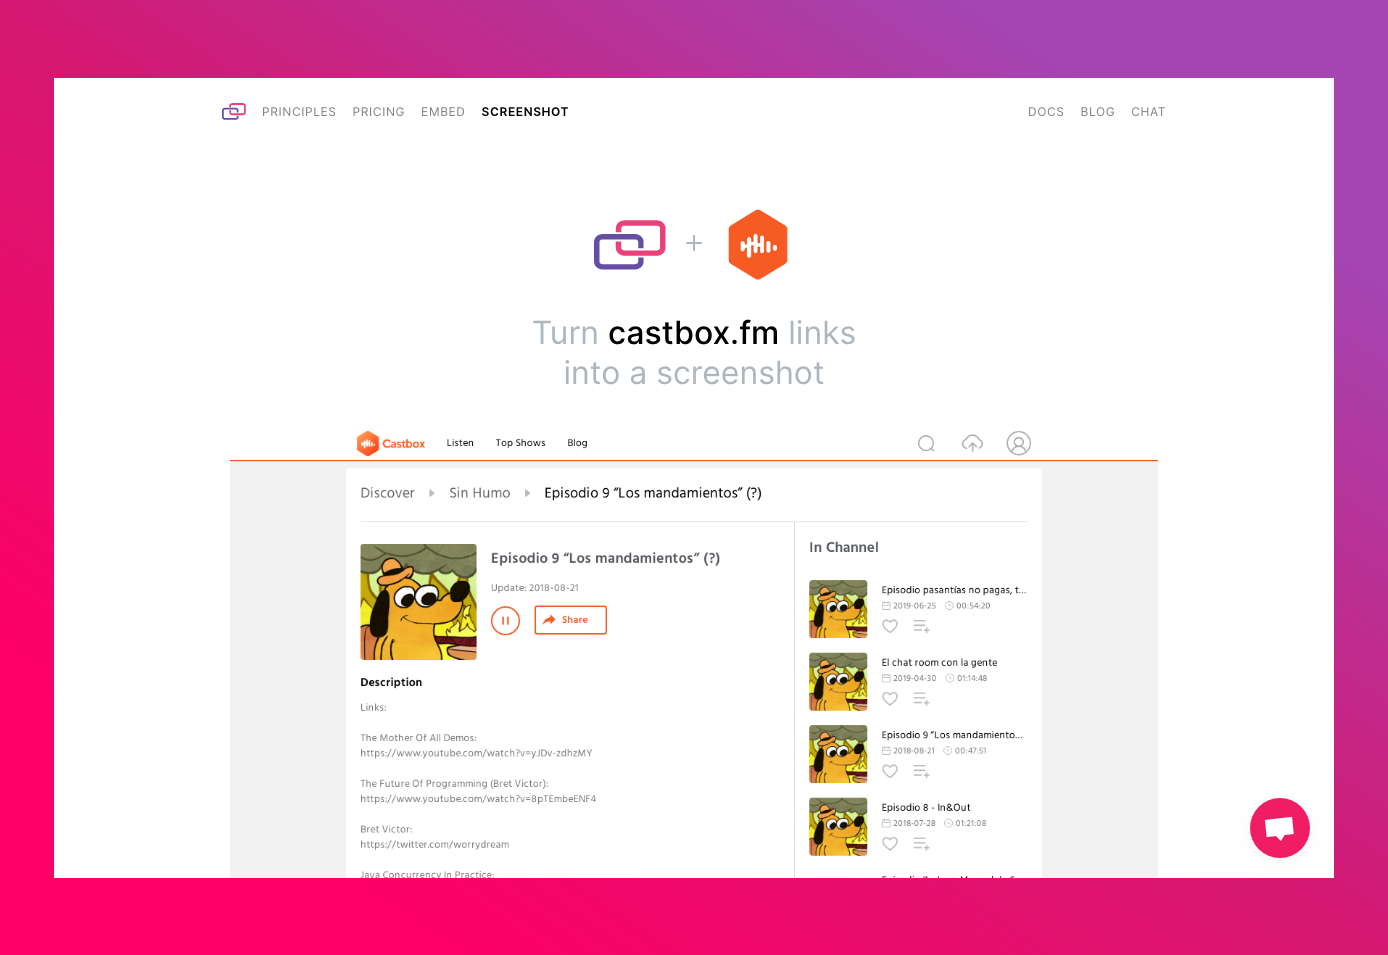 PRINCIPLES PRICING EMBED SCREENSHOT DOCS BLOG CHAT
+
Turn castbox.fm links
into a screenshot
Castbox Listen Top Shows Blog
Discover Sin Humo Episodio 9 “Los mandamientos” (?)
Episodio 9 “Los mandamientos” (?)
Update: 2018-08-21
Share
Description
Links:
The Mother Of All Demos:
https://www.youtube.com/watch?v=yJDv-zdhzMY
The Future Of Programming (Bret Victor):
https://www.youtube.com/watch?v=8pTEmbeENF4
Bret Victor:
https://twitter.com/worrydream
Java Concurrency In Practice:
In Channel
Episodio pasantías no pagas, t...
2019-06-25 00:54:20
El chat room con la gente
2019-04-30 01:14:48
Episodio 9 “Los mandamiento...
2018-08-21 00:47:51
Episodio 8 - In&Out
2018-07-28 01:21:08